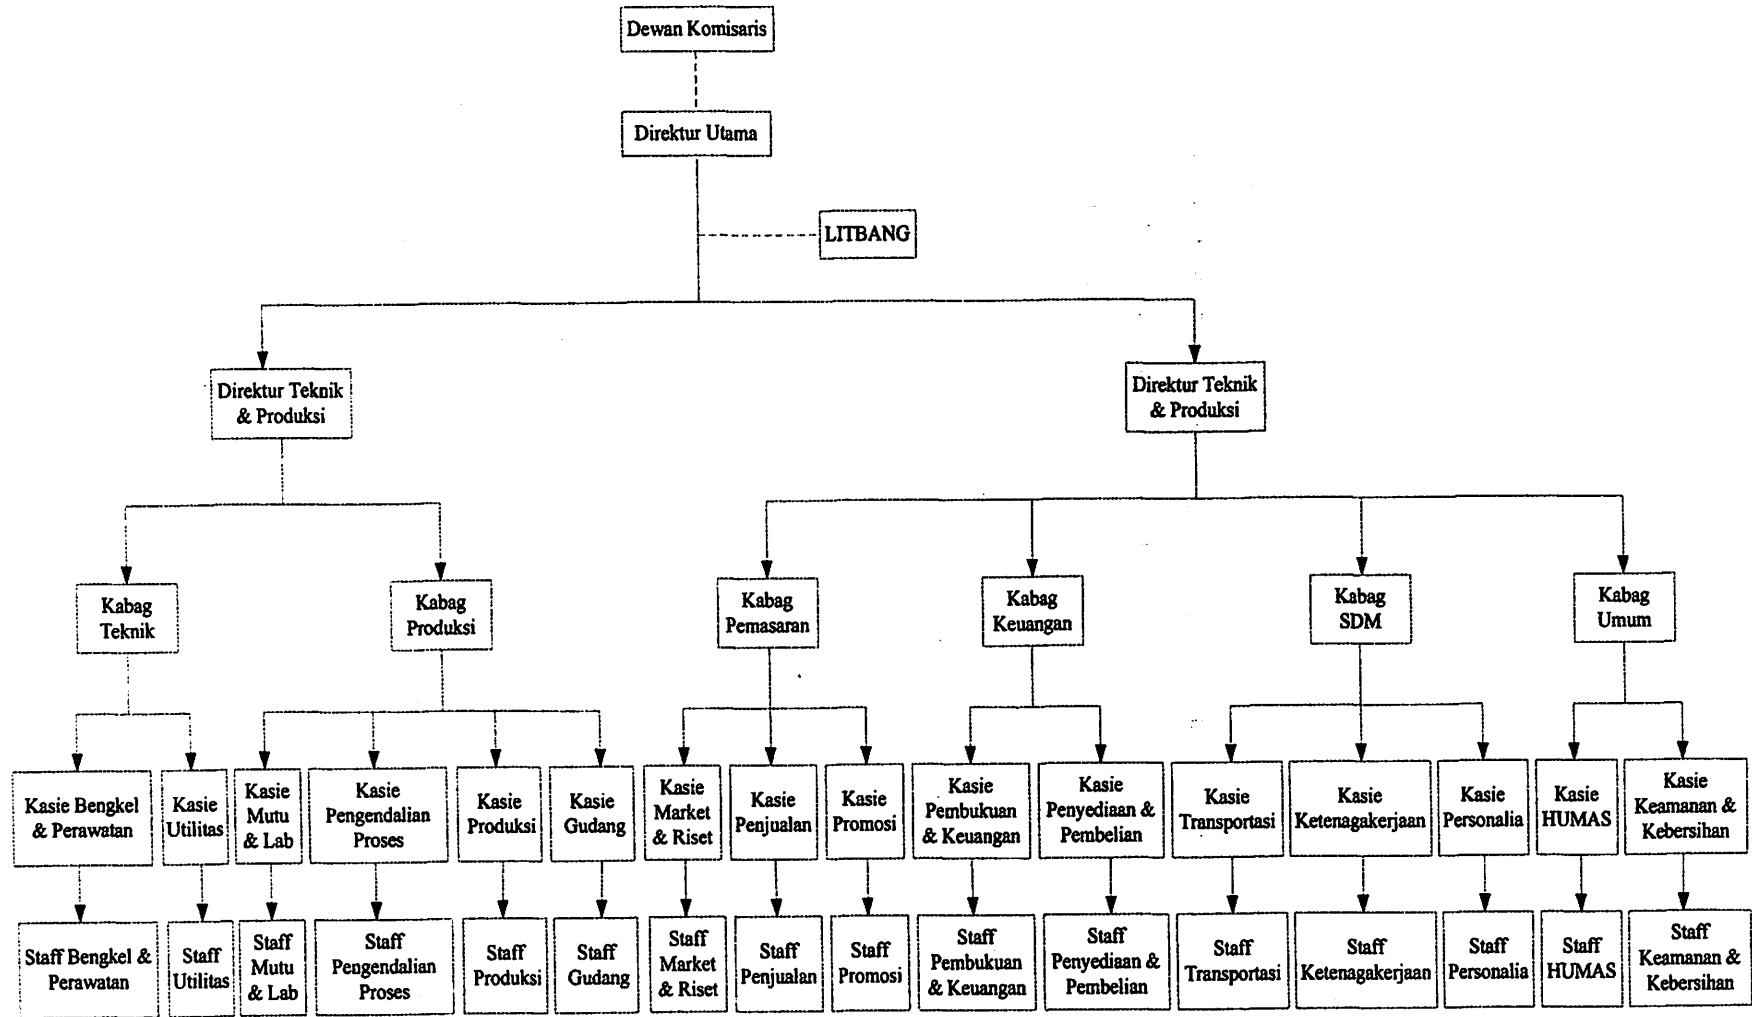 Dewan Komisaris
Direktur Utama
LITBANG
Direktur Teknik
& Produksi
Direktur Teknik
& Produksi
Kabag
Teknik
Kabag
Produksi
Kabag
Pemasaran
Kabag
Keuangan
Kabag
SDM
Kabag
Umum
Kasie Bengkel
& Perawatan
Kasie
Utilitas
Kasie
Mutu
& Lab
Kasie
Pengendalian
Proses
Kasie
Produksi
Kasie
Gudang
Kasie
Market
& Riset
Kasie
Penjualan
Kasie
Promosi
Kasie
Pembukuan
& Keuangan
Kasie
Penyediaan &
Pembelian
Kasie
Transportasi
Kasie
Ketenagakerjaan
Kasie
Personalia
Kasie
HUMAS
Kasie
Keamanan &
Kebersihan
Staff Bengkel &
Perawatan
Staff
Utilitas
Staff
Mutu
& Lab
Staff
Pengendalian
Proses
Staff
Produksi
Staff
Gudang
Staff
Market
& Riset
Staff
Penjualan
Staff
Promosi
Staff
Pembukuan
& Keuangan
Staff
Penyediaan &
Pembelian
Staff
Transportasi
Staff
Ketenagakerjaan
Staff
Personalia
Staff
HUMAS
Staff
Keamanan &
Kebersihan